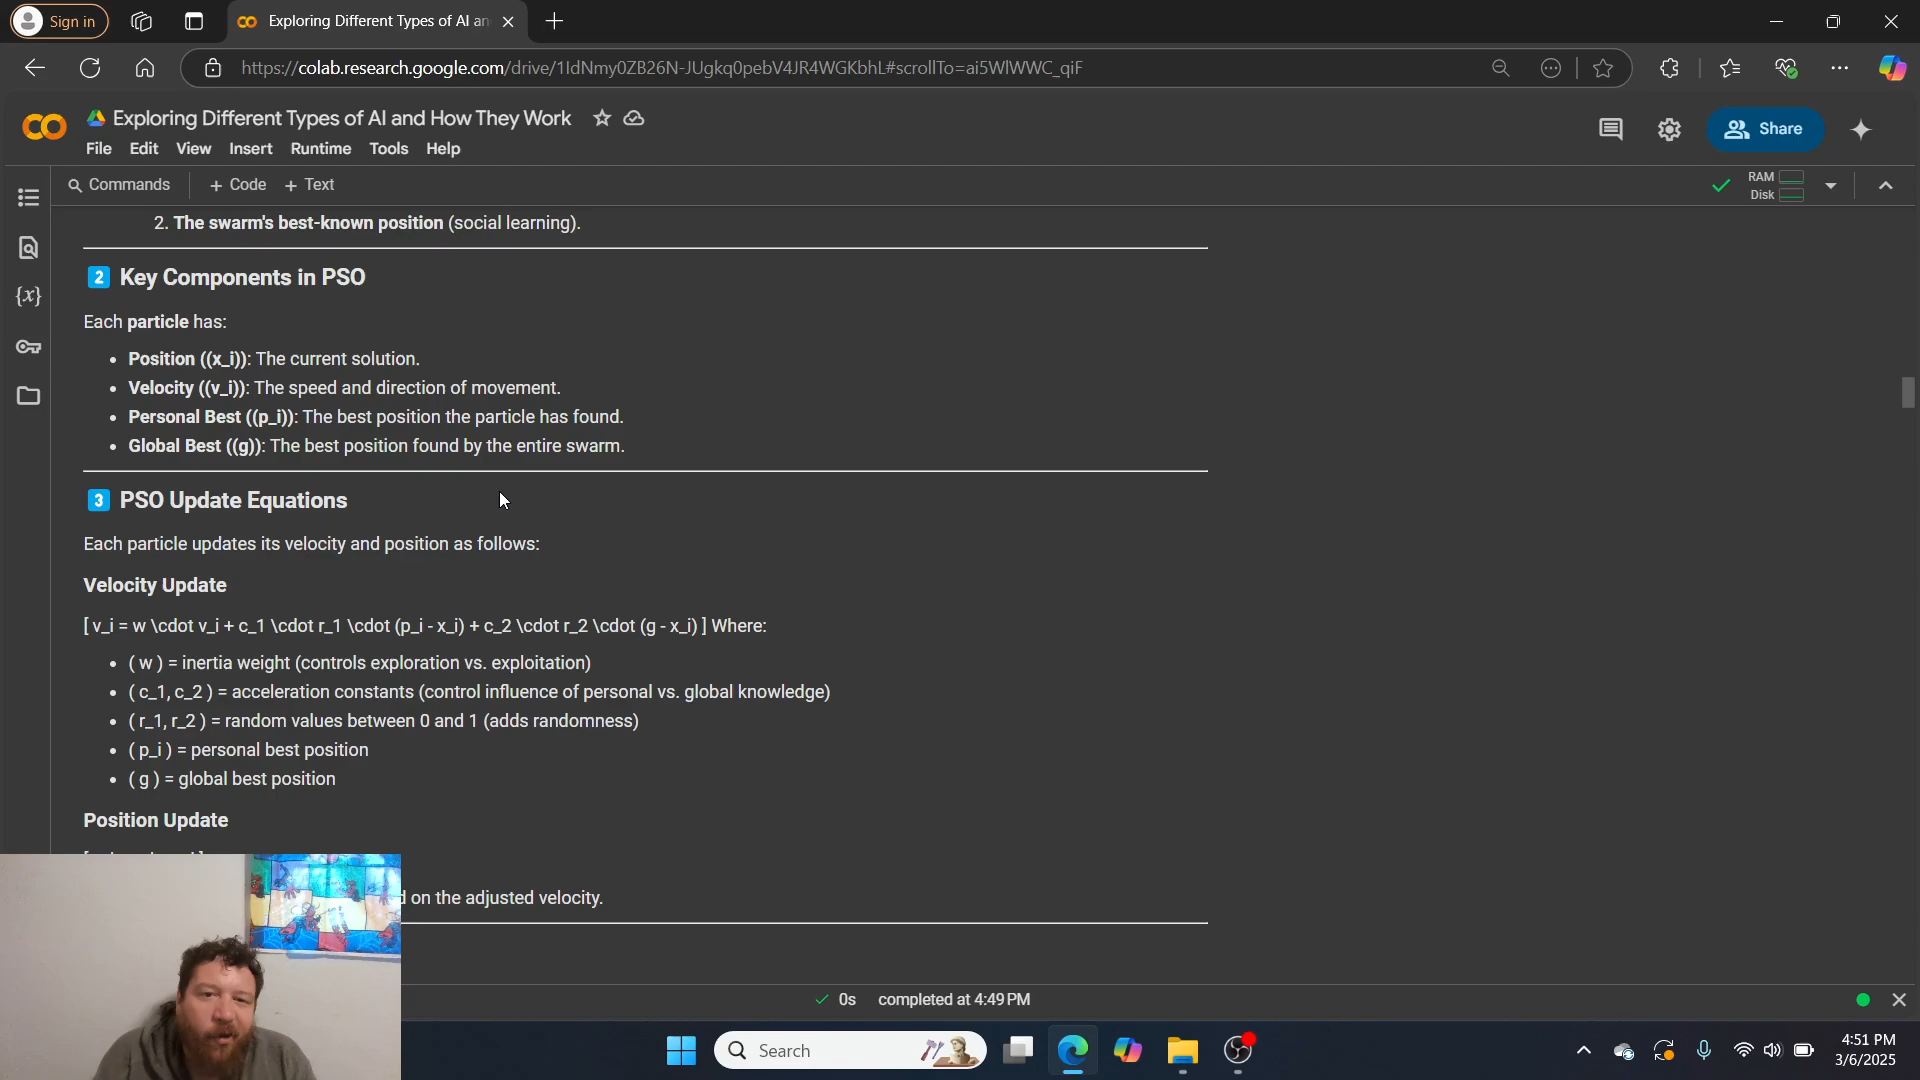 Sign in
Exploring Different Types of AI an
https://colab.research.google.com/drive/1IdNmy0ZB26N-JUgkq0pebV4JR4WGKbhL#scrollTo=ai5WlWWC_qiF
Exploring Different Types of AI and How They Work
File Edit View Insert Runtime Tools Help
Share
Commands + Code + Text
RAM
Disk
2. The swarm's best-known position (social learning).
2 Key Components in PSO
Each particle has:
• Position ((x_i)): The current solution.
• Velocity ((v_i)): The speed and direction of movement.
• Personal Best ((p_i)): The best position the particle has found.
• Global Best ((g)): The best position found by the entire swarm.
3 PSO Update Equations
Each particle updates its velocity and position as follows:
Velocity Update
[ v_i = w \cdot v_i + c_1 \cdot r_1 \cdot (p_i - x_i) + c_2 \cdot r_2 \cdot (g - x_i) ] Where:
• ( w ) = inertia weight (controls exploration vs. exploitation)
• ( c_1, c_2 ) = acceleration constants (control influence of personal vs. global knowledge)
• ( r_1, r_2 ) = random values between 0 and 1 (adds randomness)
• ( p_i ) = personal best position
• ( g ) = global best position
Position Update
on the adjusted velocity.
0s completed at 4:49 PM
Search
4:51 PM
3/6/2025